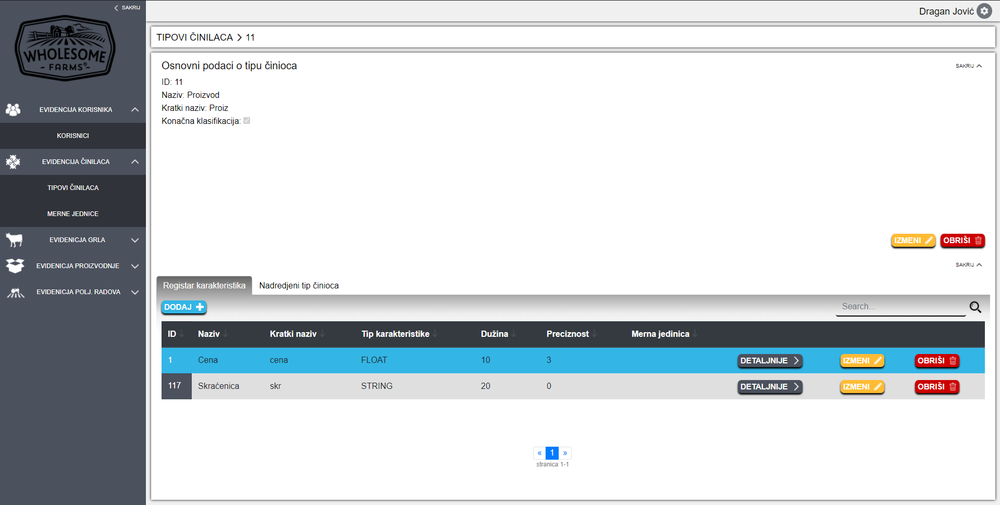 SAKRIJ
WHOLESOME
- FARMS® -
EVIDENCIJA KORISNIKA
KORISNICI
EVIDENCIJA ČINILACA
TIPOVI ČINILACA
MERNE JEDNICE
EVIDENICJA GRLA
EVIDENICJA PROIZVODNJE
EVIDENICJA POLJ. RADOVA
Dragan Jović
TIPOVI ČINILACA > 11
Osnovni podaci o tipu činioca
SAKRIJ
ID: 11
Naziv: Proizvod
Kratki naziv: Proiz
Konačna klasifikacija:
IZMENI OBRIŠI
SAKRIJ
Registar karakteristika Nadredjeni tip činioca
DODAJ Search...
ID Naziv Kratki naziv Tip karakteristike Dužina Preciznost Merna jedinica
1 Cena cena FLOAT 10 3 DETALJNIJE IZMENI OBRIŠI
117 Skraćenica skr STRING 20 0 DETALJNIJE IZMENI OBRIŠI
« 1 »
stranica 1-1